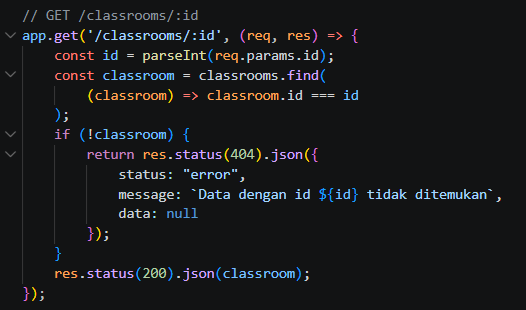 // GET /classrooms/:id
app.get('/classrooms/:id', (req, res) => {
    const id = parseInt(req.params.id);
    const classroom = classrooms.find(
        (classroom) => classroom.id === id
    );
    if (!classroom) {
        return res.status(404).json({
            status: "error",
            message: `Data dengan id ${id} tidak ditemukan`,
            data: null
        });
    }
    res.status(200).json(classroom);
});